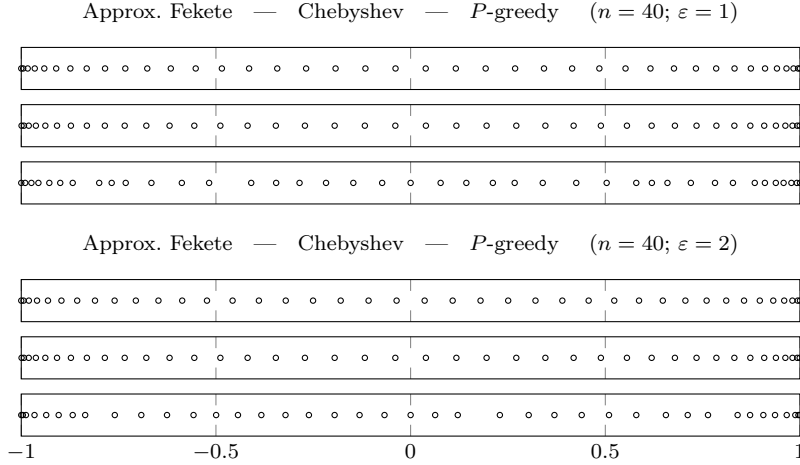 Approx. Fekete — Chebyshev — P-greedy (n = 40; ε = 1)
Approx. Fekete — Chebyshev — P-greedy (n = 40; ε = 2)
−1 −0.5 0 0.5 1